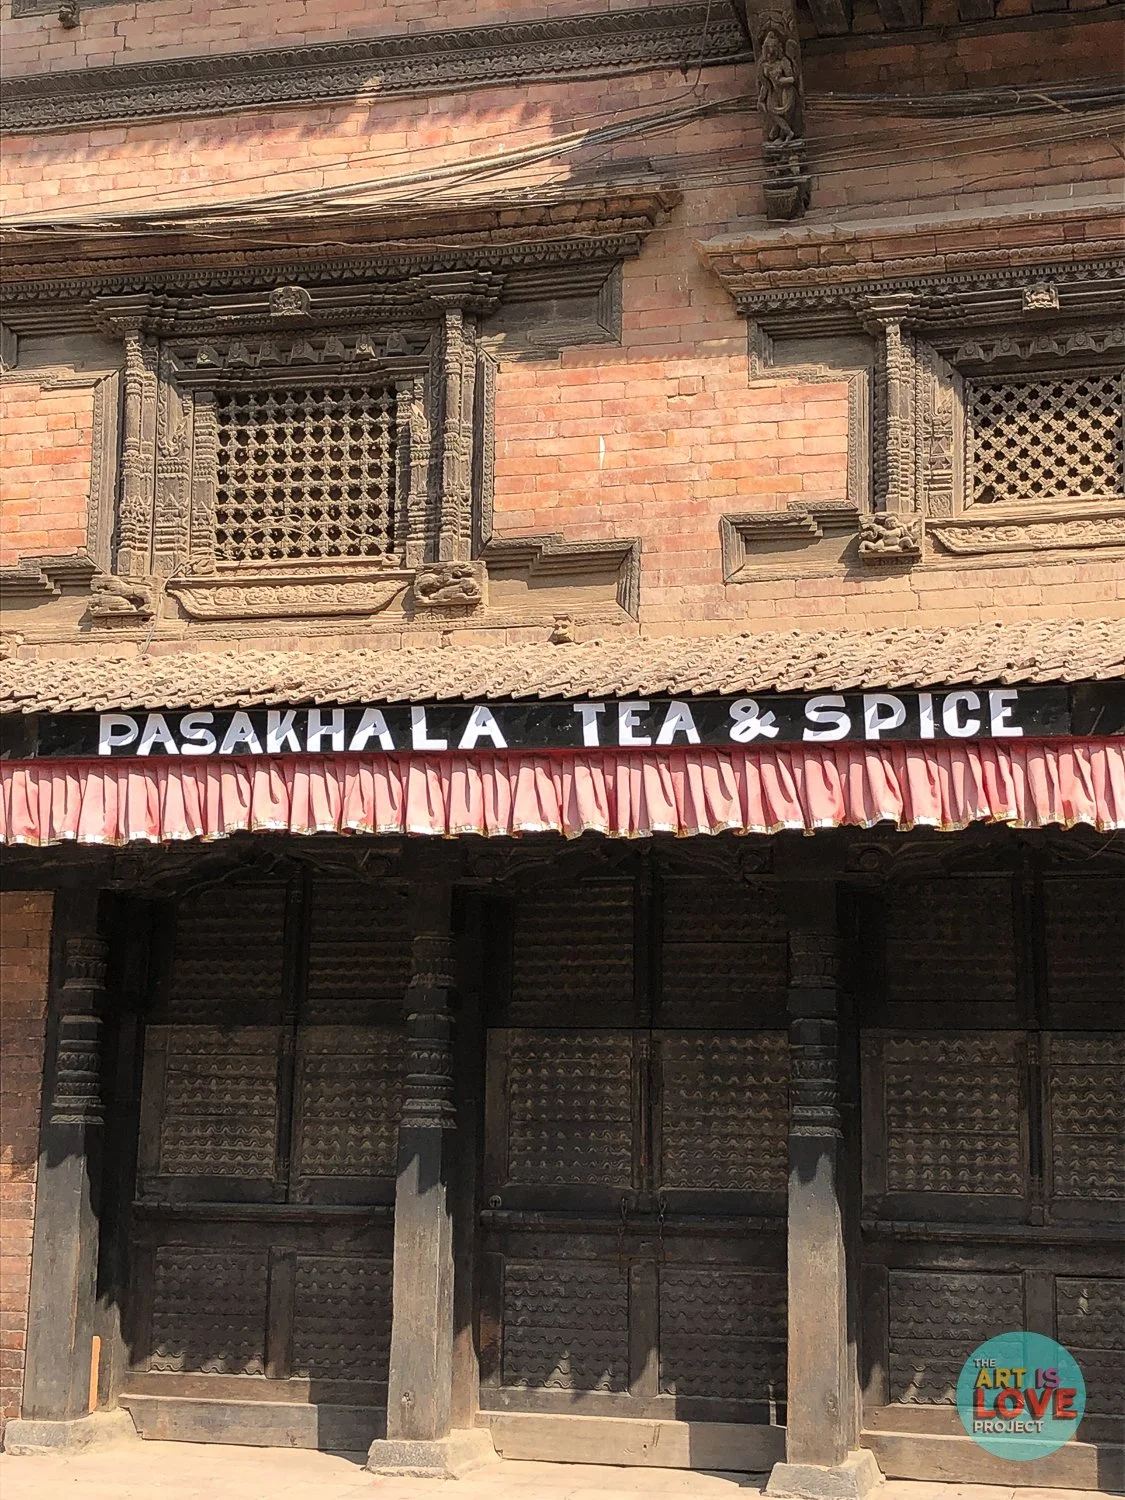 PASAKHALA TEA & SPICE
THE
ART IS
LOVE
PROJECT